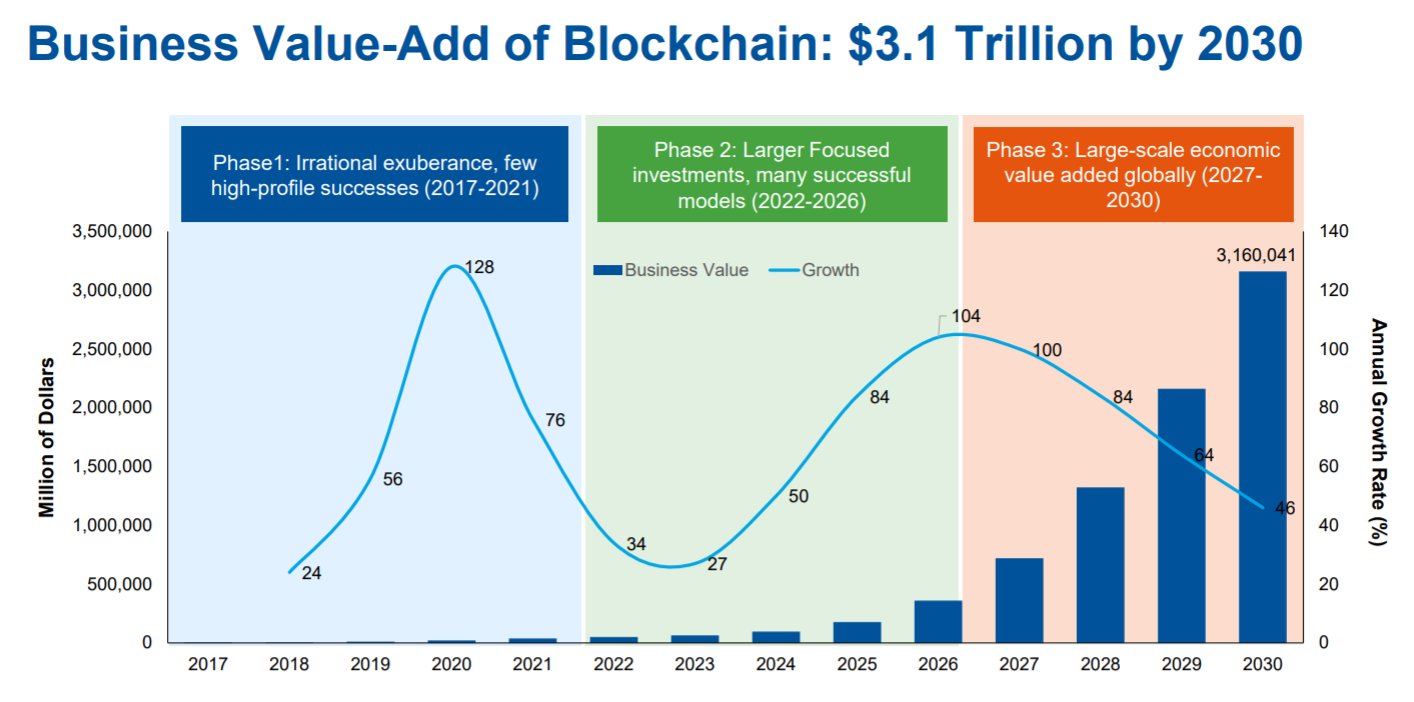 Business Value-Add of Blockchain: $3.1 Trillion by 2030
Phase1: Irrational exuberance, few
high-profile successes (2017-2021)
Phase 2: Larger Focused
investments, many successful
models (2022-2026)
Phase 3: Large-scale economic
value added globally (2027-
2030)
Million of Dollars
3,500,000
3,000,000
2,500,000
2,000,000
1,500,000
1,000,000
500,000
0
Business Value
Growth
24
56
128
76
34
27
50
84
104
100
84
64
46
3,160,041
140
120
100
80
60
40
20
0
Annual Growth Rate (%)
2017 2018 2019 2020 2021 2022 2023 2024 2025 2026 2027 2028 2029 2030